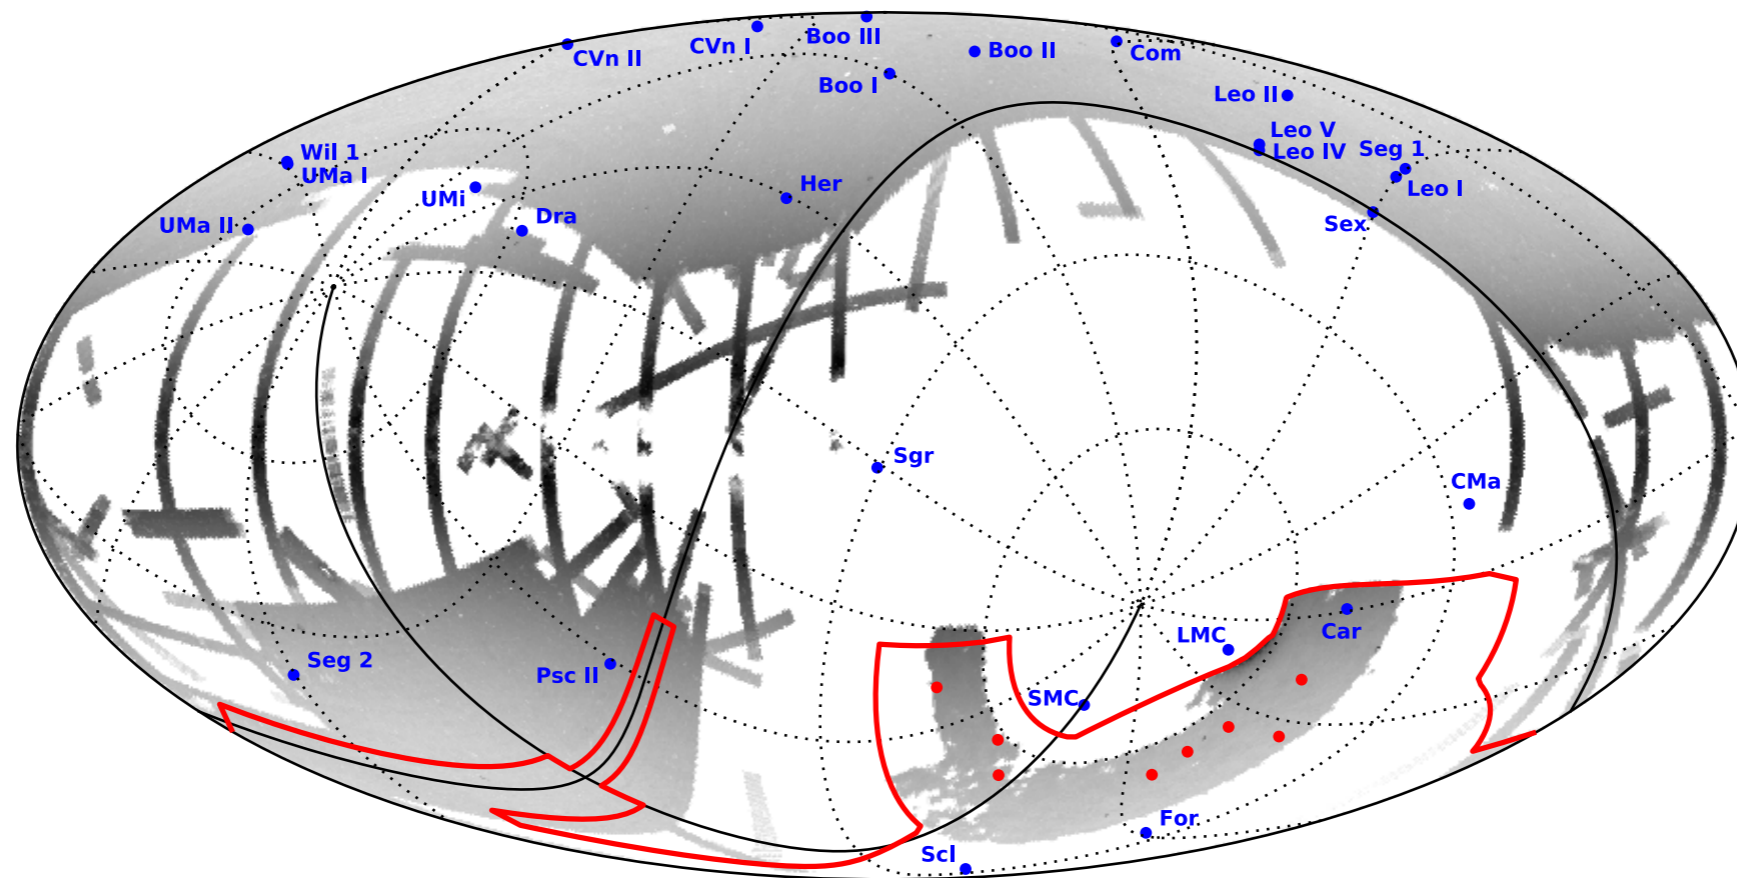 CVn II
CVn I
Boo III
Boo II
Com
Boo I
Leo II
Wil 1
UMa I
Leo V
Leo IV
Seg 1
Leo I
UMi
Her
UMa II
Dra
Sex
Sgr
CMa
Seg 2
Psc II
SMC
LMC
Car
For
Scl